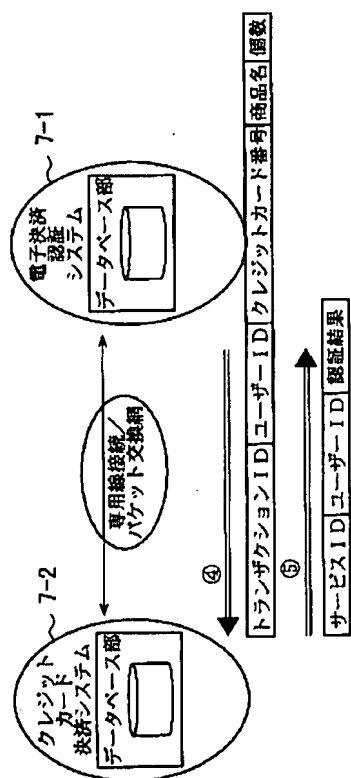 7-2
クレジット
カード
決済システム
データベース部
専用線接続/
パケット交換網
7-1
電子決済
認証
システム
データベース部
④
トランザクションID ユーザーID クレジットカード番号 商品名 個数
⑤
サービスID ユーザーID 認証結果